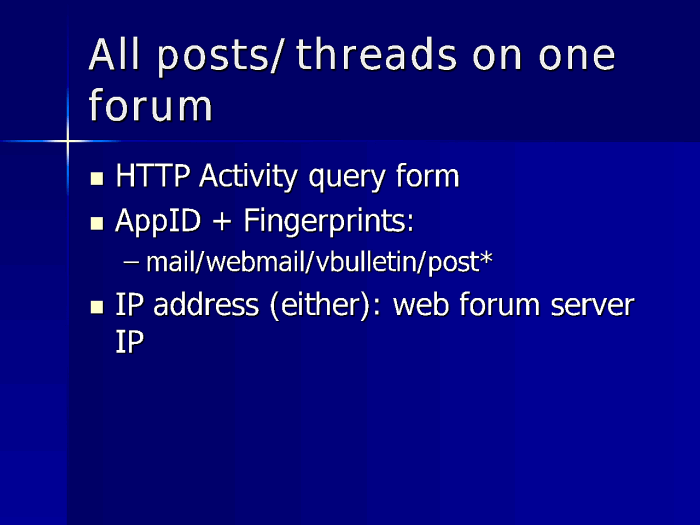 All posts/ threads on one
forum
■ HTTP Activity query form
■ AppID + Fingerprints:
– mail/webmail/vbulletin/post*
■ IP address (either): web forum server
IP